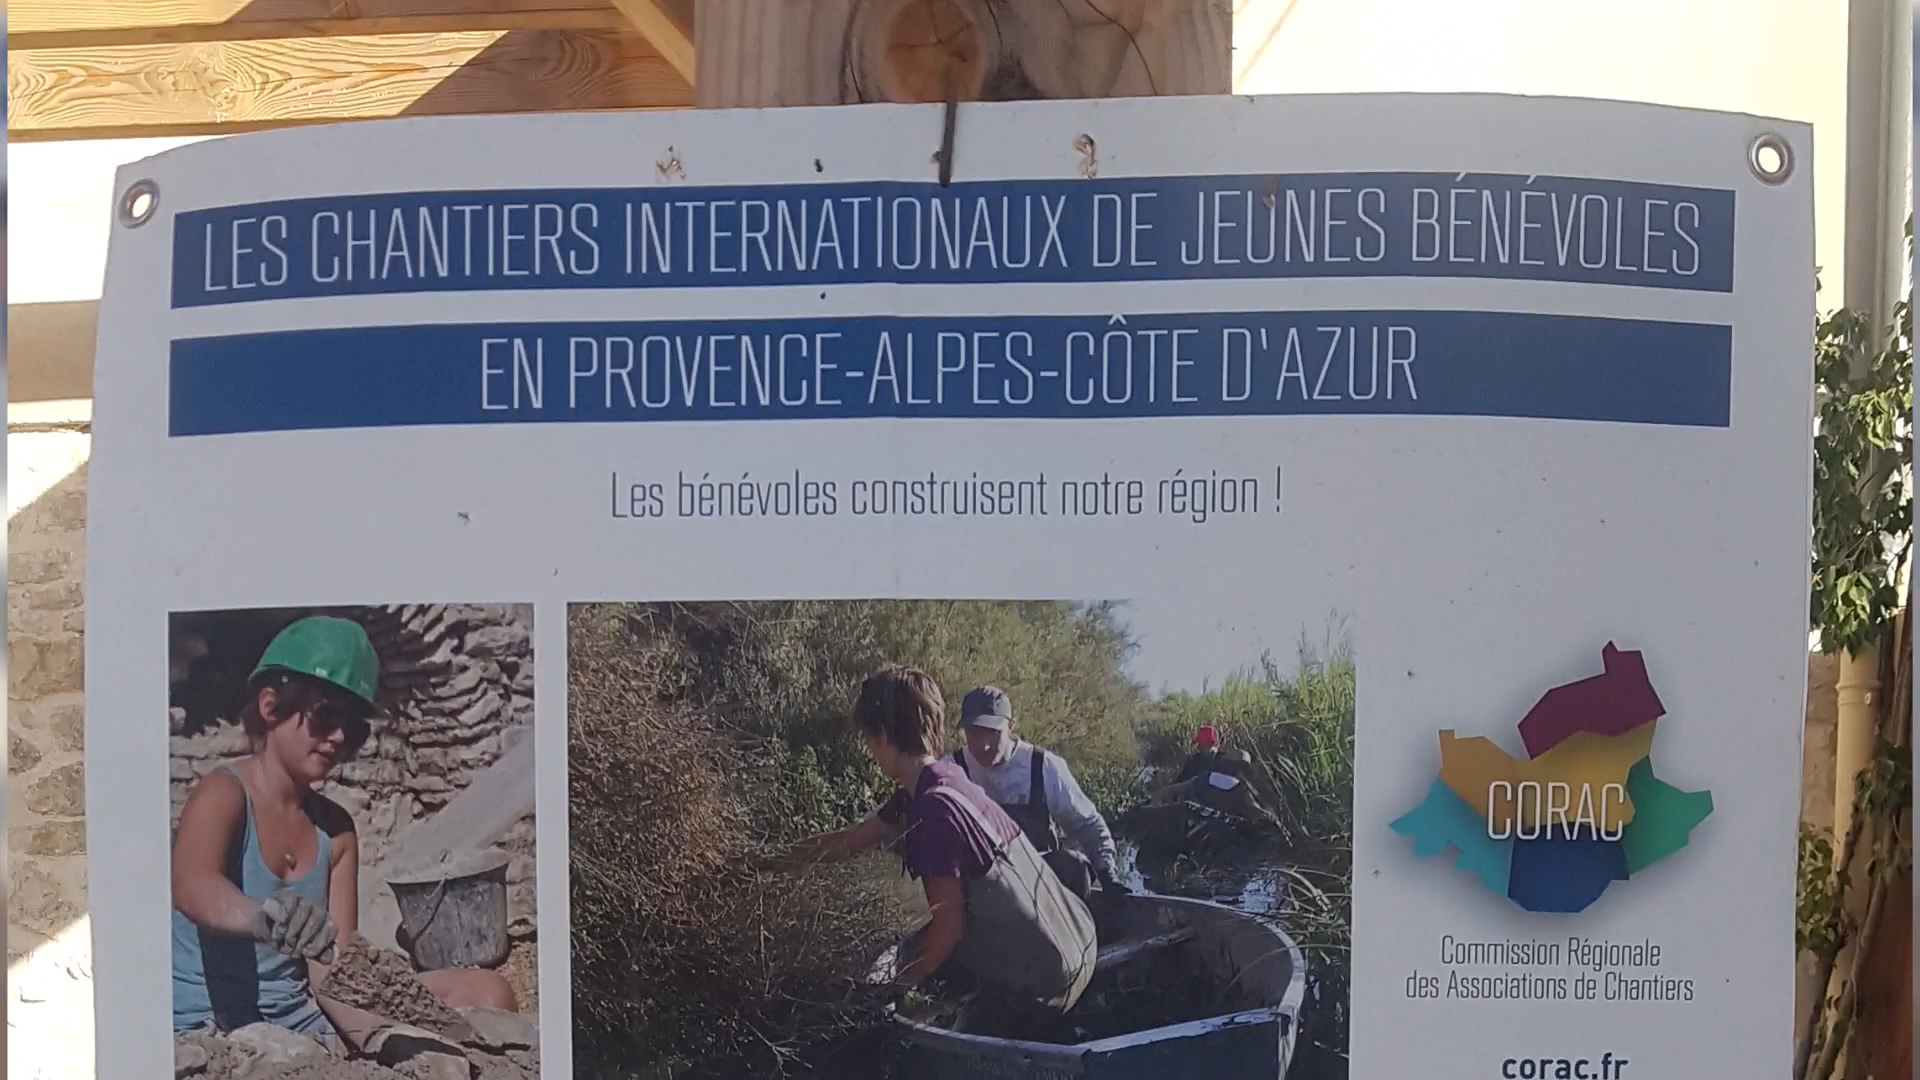 LES CHANTIERS INTERNATIONAUX DE JEUNES BÉNÉVOLES
EN PROVENCE-ALPES-CÔTE D'AZUR
Les bénévoles construisent notre région !
CORAC
Commission Régionale
des Associations de Chantiers
corac.fr